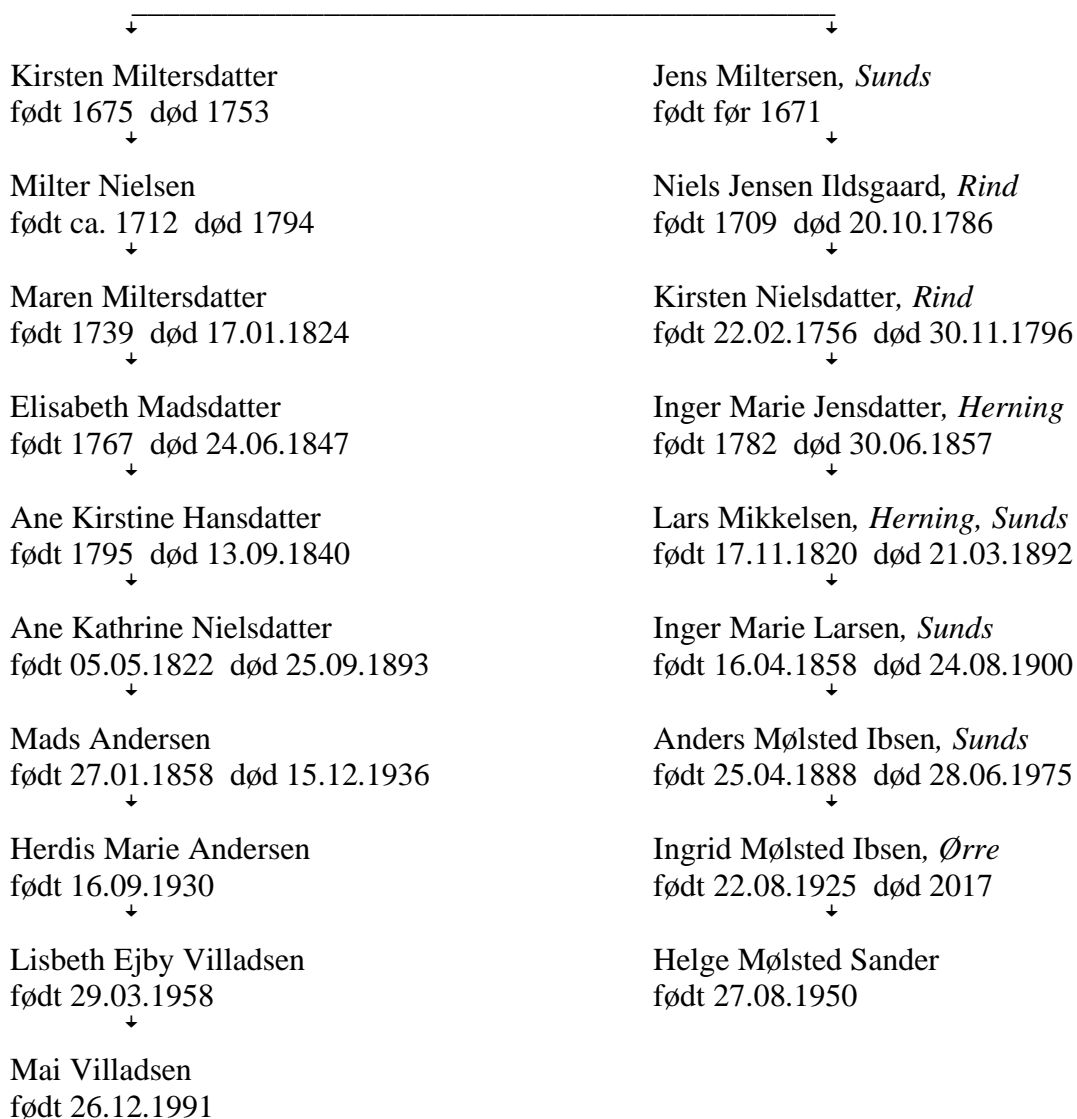 Kirsten Miltersdatter
født 1675 død 1753
Milter Nielsen
født ca. 1712 død 1794
Maren Miltersdatter
født 1739 død 17.01.1824
Elisabeth Madsdatter
født 1767 død 24.06.1847
Ane Kirstine Hansdatter
født 1795 død 13.09.1840
Ane Kathrine Nielsdatter
født 05.05.1822 død 25.09.1893
Mads Andersen
født 27.01.1858 død 15.12.1936
Herdis Marie Andersen
født 16.09.1930
Lisbeth Ejby Villadsen
født 29.03.1958
Mai Villadsen
født 26.12.1991
Jens Miltersen, Sunds
født før 1671
Niels Jensen Ildsgaard, Rind
født 1709 død 20.10.1786
Kirsten Nielsdatter, Rind
født 22.02.1756 død 30.11.1796
Inger Marie Jensdatter, Herning
født 1782 død 30.06.1857
Lars Mikkelsen, Herning, Sunds
født 17.11.1820 død 21.03.1892
Inger Marie Larsen, Sunds
født 16.04.1858 død 24.08.1900
Anders Mølsted Ibsen, Sunds
født 25.04.1888 død 28.06.1975
Ingrid Mølsted Ibsen, Ørre
født 22.08.1925 død 2017
Helge Mølsted Sander
født 27.08.1950